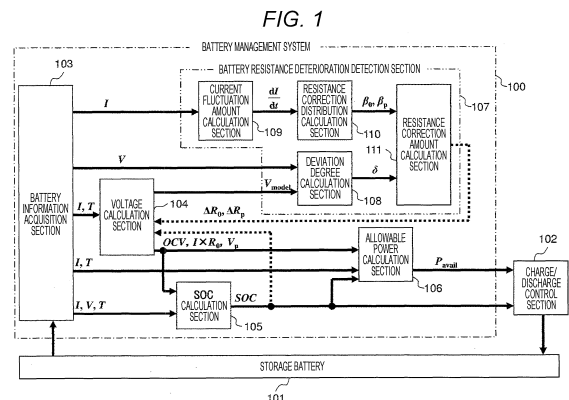 FIG. 1
BATTERY MANAGEMENT SYSTEM
103
BATTERY RESISTANCE DETERIORATION DETECTION SECTION
100
107
I
CURRENT
FLUCTUATION
AMOUNT
CALCULATION
SECTION
109
dI
dt
RESISTANCE
CORRECTION
DISTRIBUTION
CALCULATION
SECTION
110
β0, βp
111
RESISTANCE
CORRECTION
AMOUNT
CALCULATION
SECTION
V
DEVIATION
DEGREE
CALCULATION
SECTION
108
δ
Vmodel
BATTERY
INFORMATION
ACQUISITION
SECTION
I, T
VOLTAGE
CALCULATION
SECTION
104
ΔR0, ΔRp
OCV, I×R0, Vp
ALLOWABLE
POWER
CALCULATION
SECTION
106
Pavail
102
CHARGE/
DISCHARGE
CONTROL
SECTION
I, T
I, V, T
SOC
CALCULATION
SECTION
105
SOC
STORAGE BATTERY
101